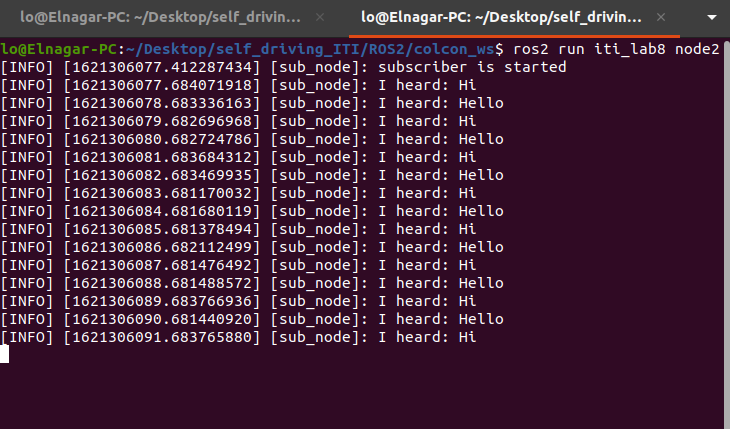 lo@Elnagar-PC: ~/Desktop/self_drivin... × lo@Elnagar-PC: ~/Desktop/self_drivin... ×
lo@Elnagar-PC:~/Desktop/self_driving_ITI/ROS2/colcon_ws$ ros2 run iti_lab8 node2
[INFO] [1621306077.412287434] [sub_node]: subscriber is started
[INFO] [1621306077.684071918] [sub_node]: I heard: Hi
[INFO] [1621306078.683336163] [sub_node]: I heard: Hello
[INFO] [1621306079.682696968] [sub_node]: I heard: Hi
[INFO] [1621306080.682724786] [sub_node]: I heard: Hello
[INFO] [1621306081.683684312] [sub_node]: I heard: Hi
[INFO] [1621306082.683469935] [sub_node]: I heard: Hello
[INFO] [1621306083.681170032] [sub_node]: I heard: Hi
[INFO] [1621306084.681680119] [sub_node]: I heard: Hello
[INFO] [1621306085.681378494] [sub_node]: I heard: Hi
[INFO] [1621306086.682112499] [sub_node]: I heard: Hello
[INFO] [1621306087.681476492] [sub_node]: I heard: Hi
[INFO] [1621306088.681488572] [sub_node]: I heard: Hello
[INFO] [1621306089.683766936] [sub_node]: I heard: Hi
[INFO] [1621306090.681440920] [sub_node]: I heard: Hello
[INFO] [1621306091.683765880] [sub_node]: I heard: Hi